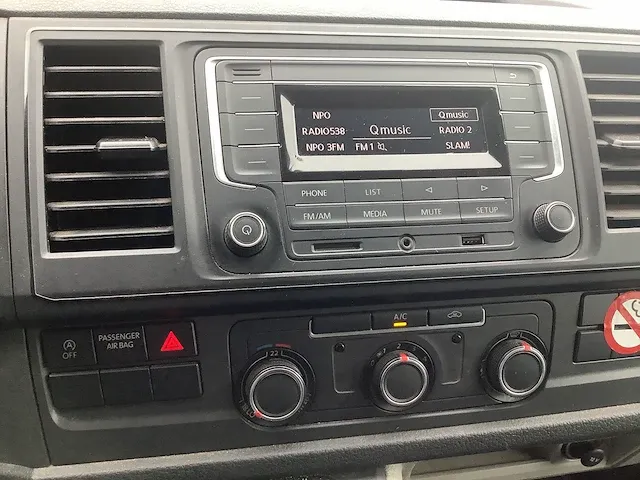 NPO Qmusic
RADIO538 Qmusic RADIO 2
NPO 3FM FM 1 SLAM!
PHONE LIST
FM/AM MEDIA MUTE SETUP
A/C
OFF
PASSENGER
AIR BAG
22